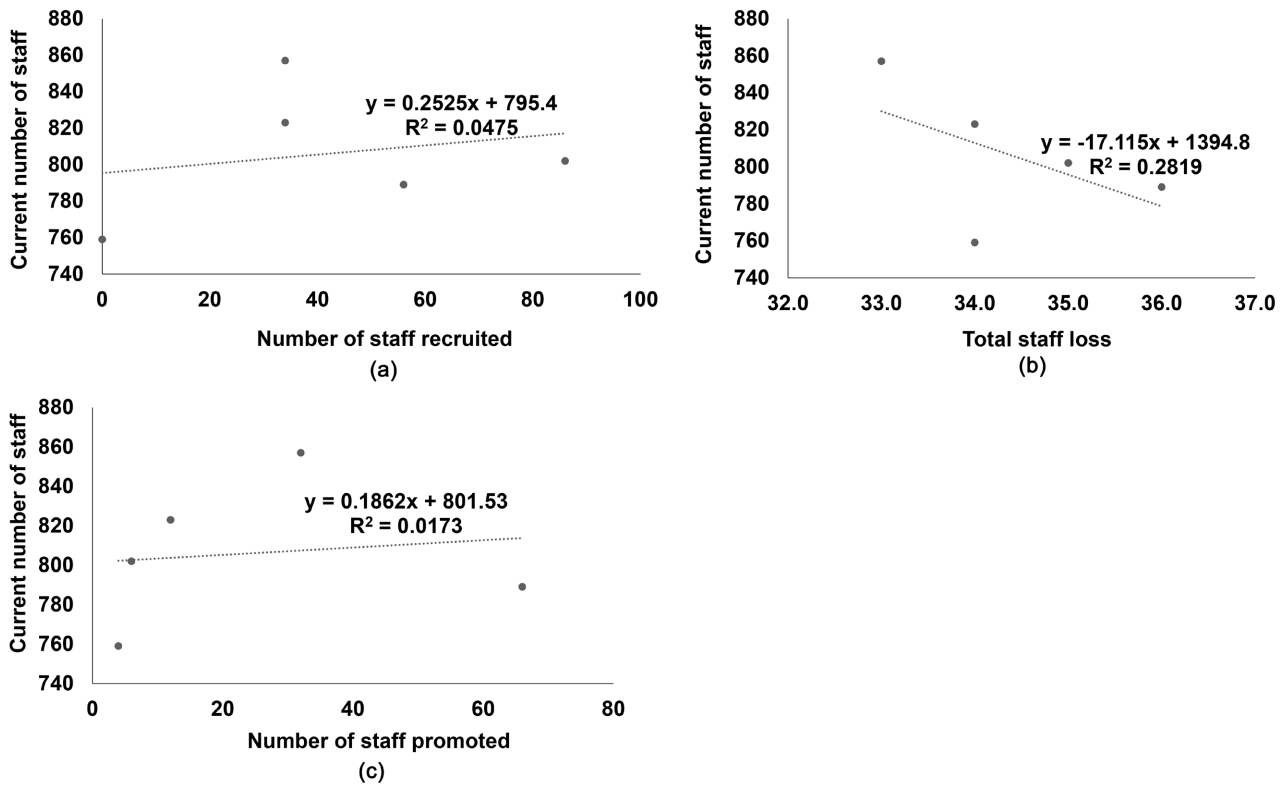 880
860
840
820
800
780
760
740
Current number of staff
y = 0.2525x + 795.4
R² = 0.0475
0 20 40 60 80 100
Number of staff recruited
(a)
880
860
840
820
800
780
760
740
Current number of staff
y = -17.115x + 1394.8
R² = 0.2819
32.0 33.0 34.0 35.0 36.0 37.0
Total staff loss
(b)
880
860
840
820
800
780
760
740
Current number of staff
y = 0.1862x + 801.53
R² = 0.0173
0 20 40 60 80
Number of staff promoted
(c)